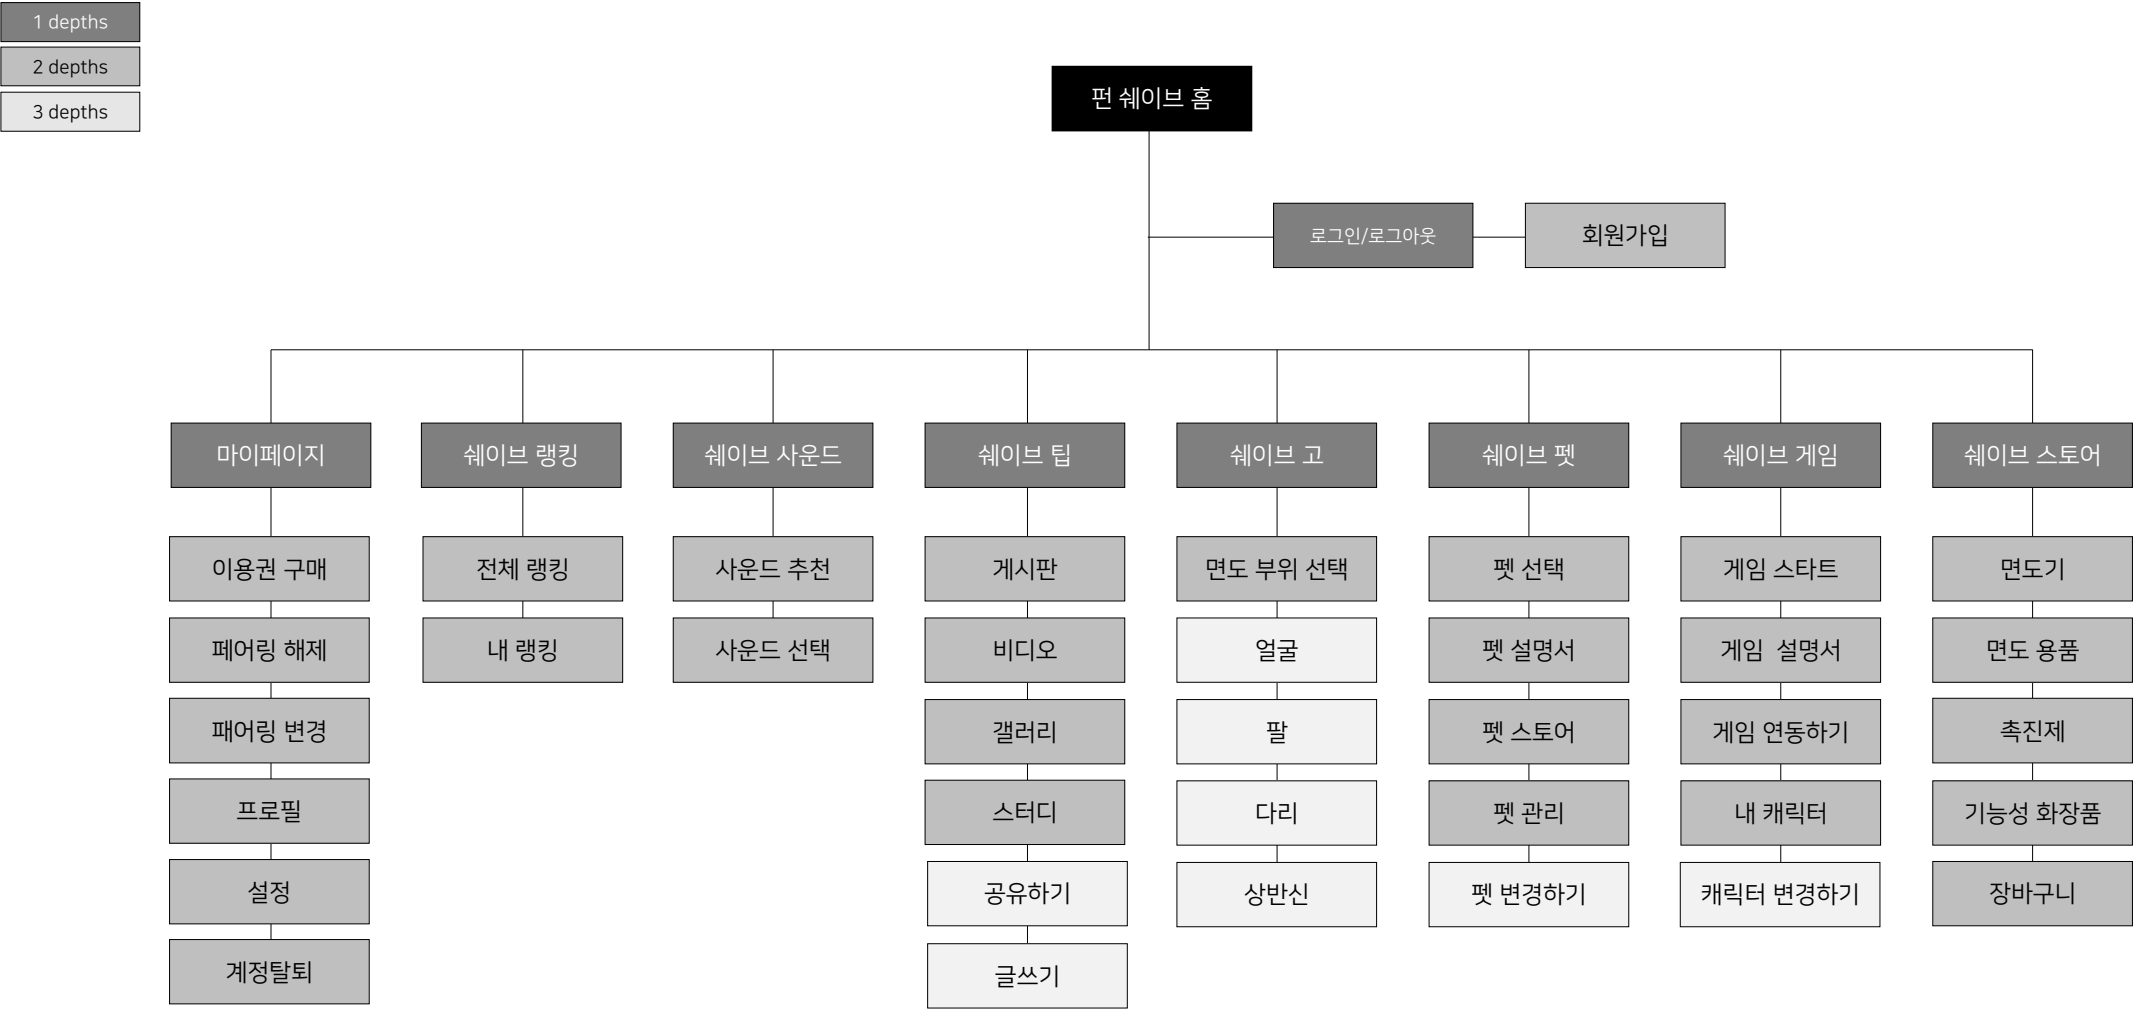 1 depths
2 depths
3 depths
펀 쉐이브 홈
로그인/로그아웃
회원가입
마이페이지
쉐이브 랭킹
쉐이브 사운드
쉐이브 팁
쉐이브 고
쉐이브 펫
쉐이브 게임
쉐이브 스토어
이용권 구매
전체 랭킹
사운드 추천
게시판
면도 부위 선택
펫 선택
게임 스타트
면도기
페어링 해제
내 랭킹
사운드 선택
비디오
얼굴
펫 설명서
게임 설명서
면도 용품
패어링 변경
갤러리
팔
펫 스토어
게임 연동하기
촉진제
프로필
스터디
다리
펫 관리
내 캐릭터
기능성 화장품
설정
공유하기
상반신
펫 변경하기
캐릭터 변경하기
장바구니
계정탈퇴
글쓰기